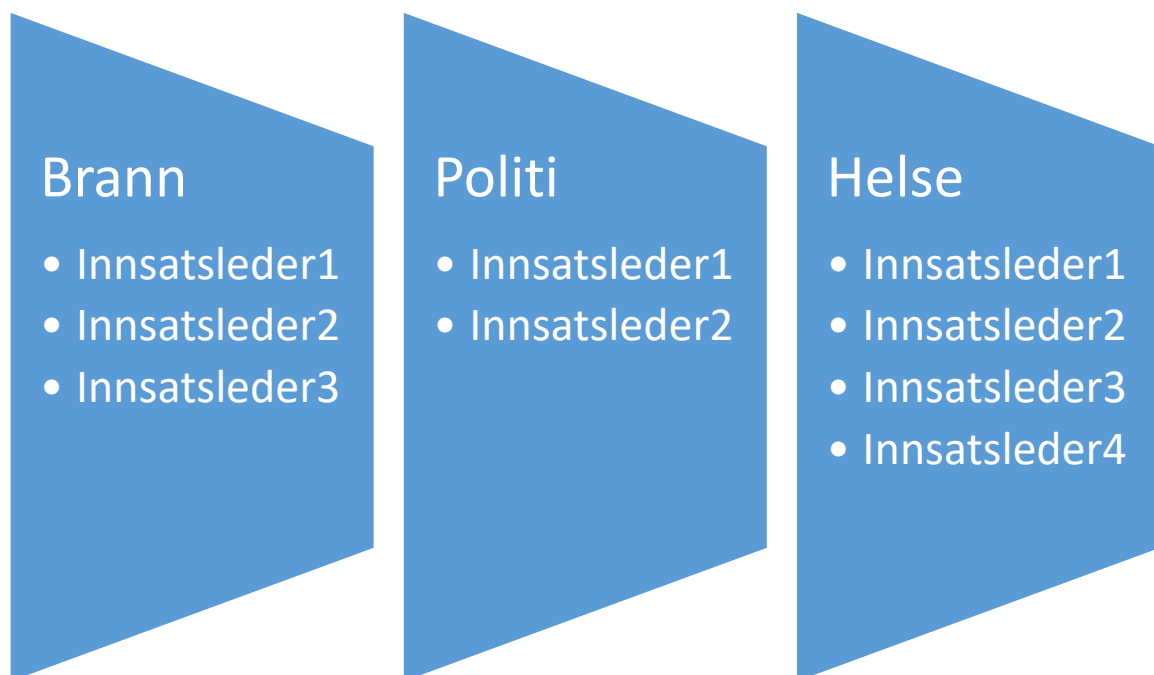 Brann
• Innsatsleder1
• Innsatsleder2
• Innsatsleder3
Politi
• Innsatsleder1
• Innsatsleder2
Helse
• Innsatsleder1
• Innsatsleder2
• Innsatsleder3
• Innsatsleder4